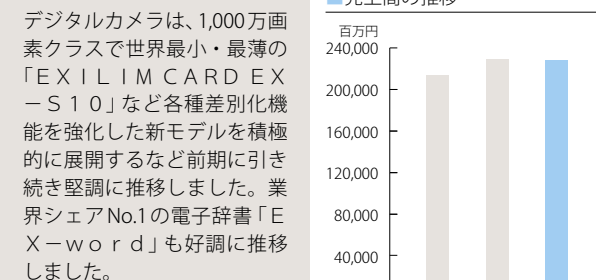 デジタルカメラは、1,000万画
素クラスで世界最小・最薄の
「ＥＸＩＬＩＭ ＣＡＲＤ ＥＸ
－Ｓ１０」など各種差別化機
能を強化した新モデルを積極
的に展開するなど前期に引き
続き堅調に推移しました。業
界シェアNo.1の電子辞書「Ｅ
Ｘ－ｗｏｒｄ」も好調に推移
しました。
■売上高の推移
百万円
240,000
200,000
160,000
120,000
80,000
40,000